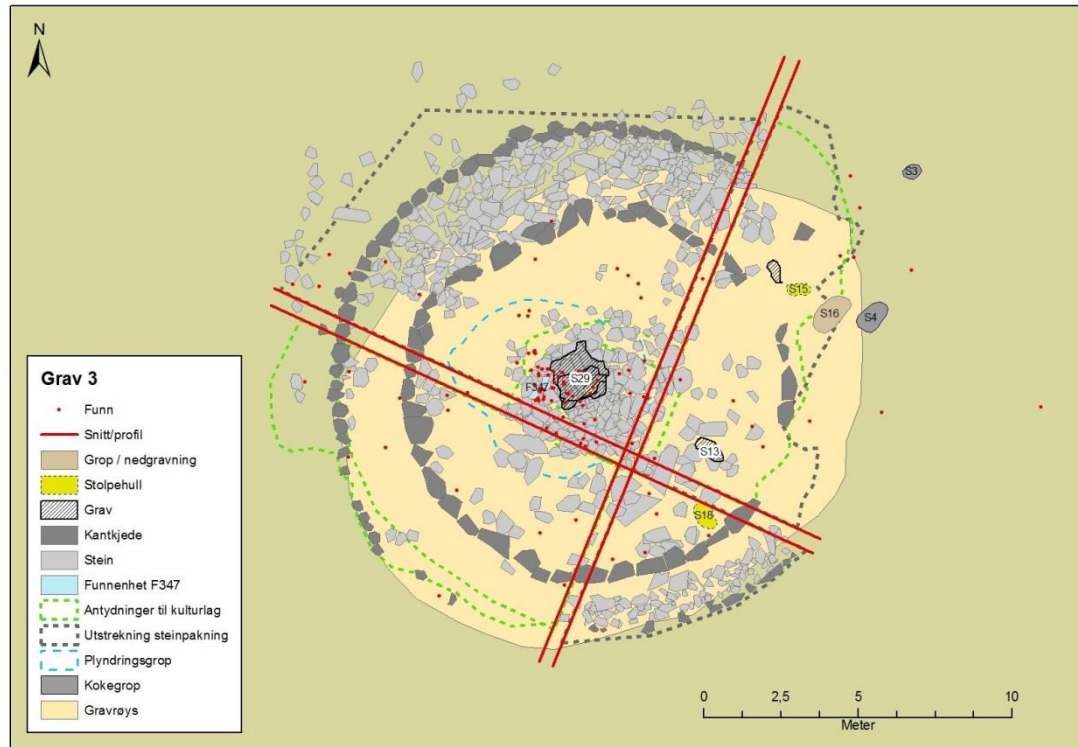 N
S3
S15
S16
S4
F347
S29
S13
S18
Grav 3
Funn
Snitt/profil
Grop / nedgravning
Stolpehull
Grav
Kantkjede
Stein
Funnenhet F347
Antydninger til kulturlag
Utstrekning steinpakning
Plyndringsgrop
Kokegrop
Gravrøys
0 2,5 5 10
Meter